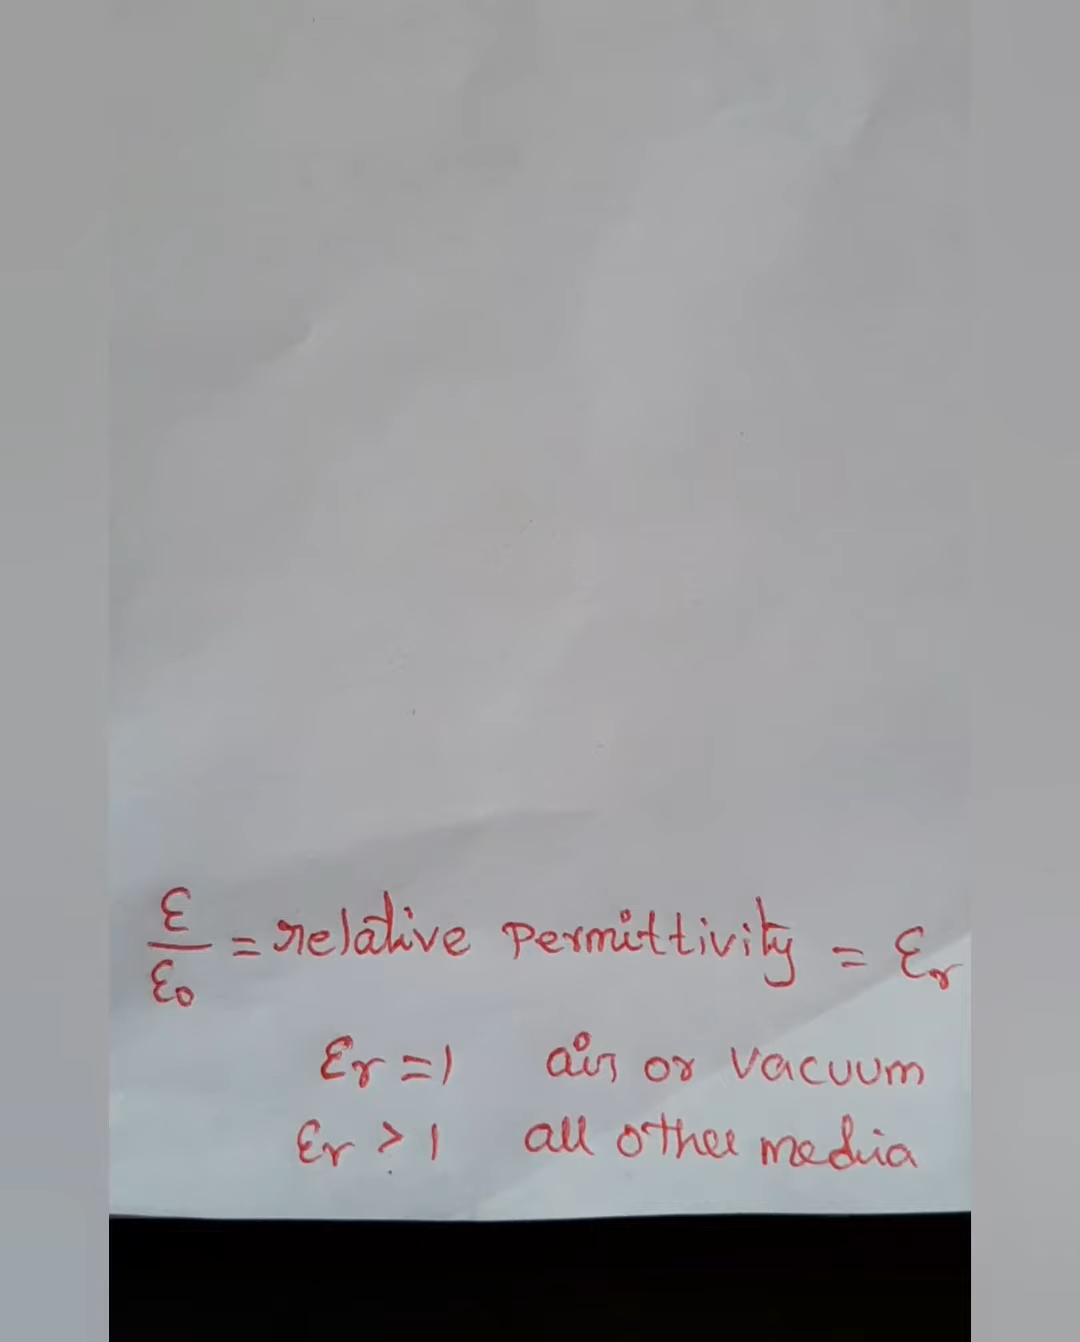 ε/ε₀ = relative permittivity = εr
εr = 1 air or vacuum
εr > 1 all other media